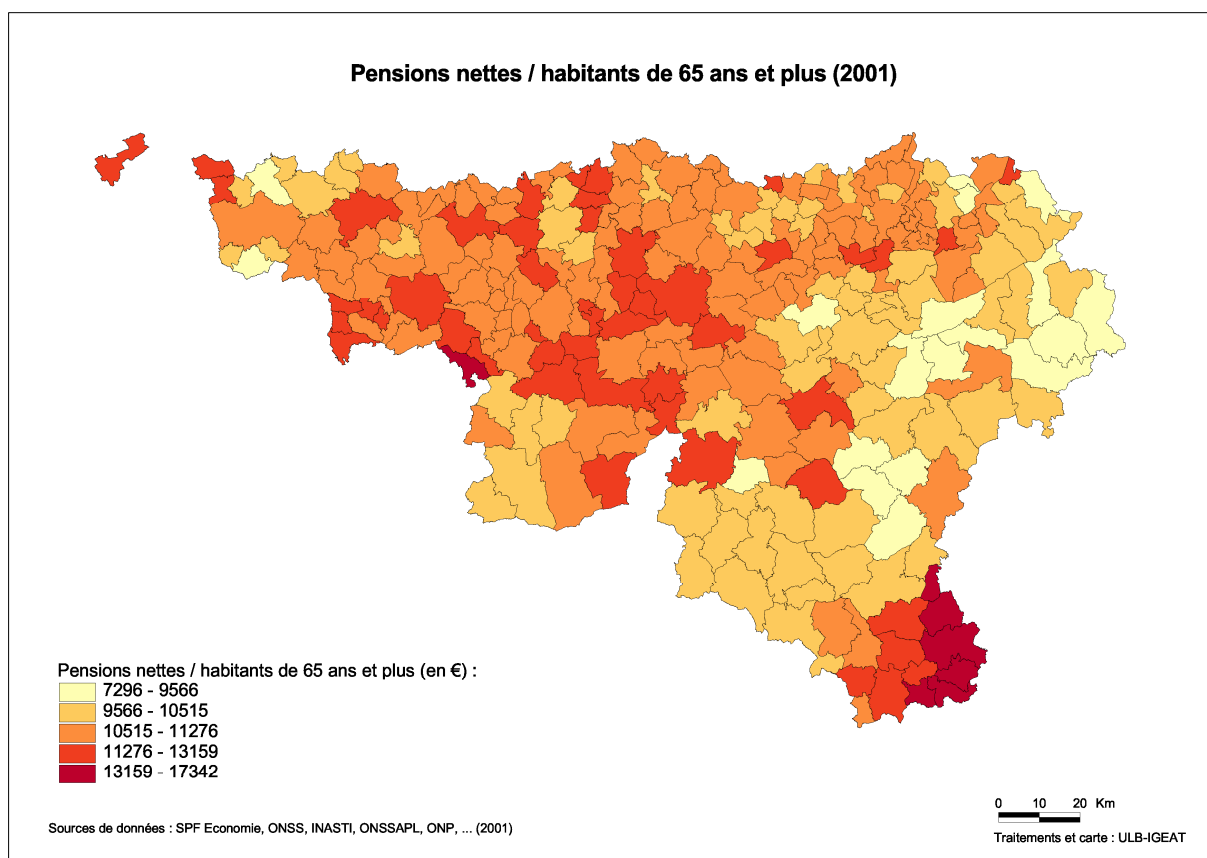 Pensions nettes / habitants de 65 ans et plus (2001)
Pensions nettes / habitants de 65 ans et plus (en €) :
7296 - 9566
9566 - 10515
10515 - 11276
11276 - 13159
13159 - 17342
0 10 20 Km
Sources de données : SPF Economie, ONSS, INASTI, ONSSAPL, ONP, ... (2001)
Traitements et carte : ULB-IGEAT